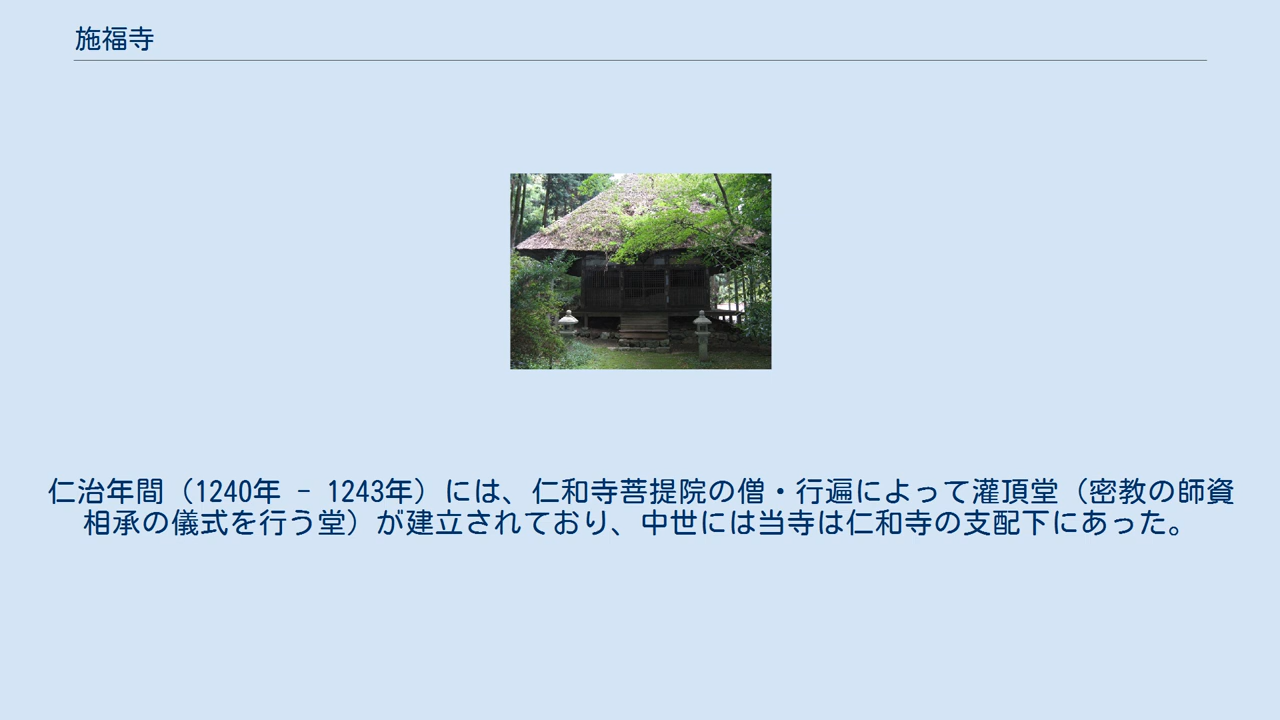 施福寺
仁治年間（1240年 - 1243年）には、仁和寺菩提院の僧・行遍によって灌頂堂（密教の師資
相承の儀式を行う堂）が建立されており、中世には当寺は仁和寺の支配下にあった。